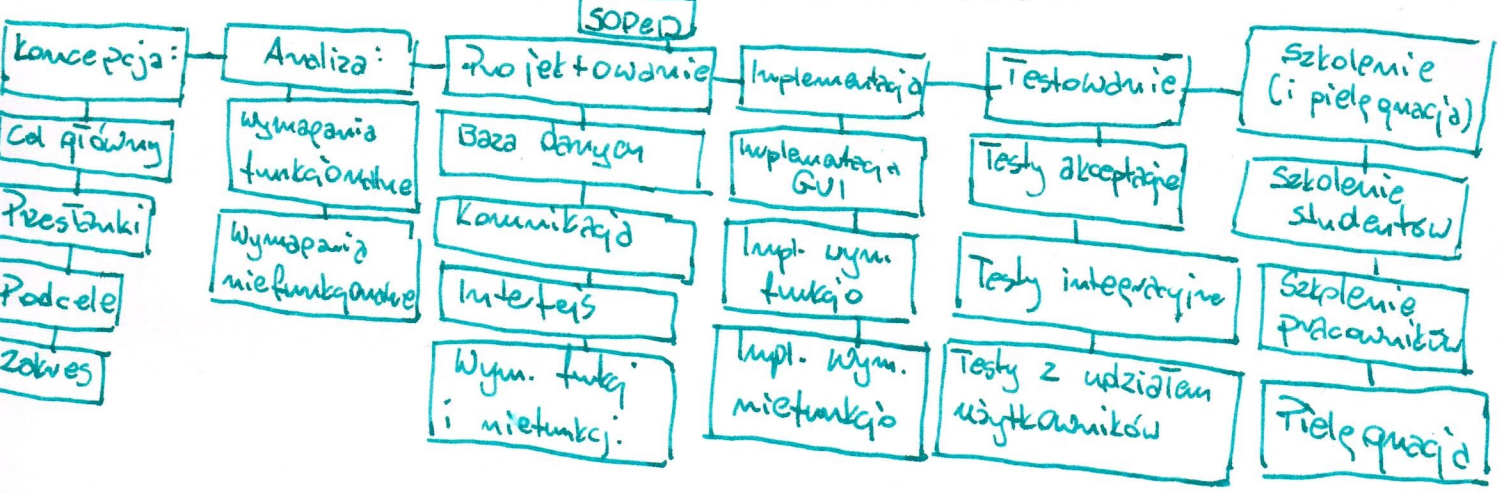 SOPED
Koncepcja:
Cel główny
Przesłanki
Podcele
Zakres
Analiza:
Wymagania
funkcjonalne
Wymagania
niefunkcjonalne
Projektowanie
Baza danych
Komunikacja
Interfejs
Wym. funkcj
i niefunkcj.
Implementacja
Implementacja
GUI
Impl. wym.
funkcjo
Impl. Wym.
niefunkcjo
Testowanie
Testy akceptacyjne
Testy integracyjne
Testy z udziałem
użytkowników
Szkolenie
(i pielęgnacja)
Szkolenie
studentów
Szkolenie
pracowników
Pielęgnacja